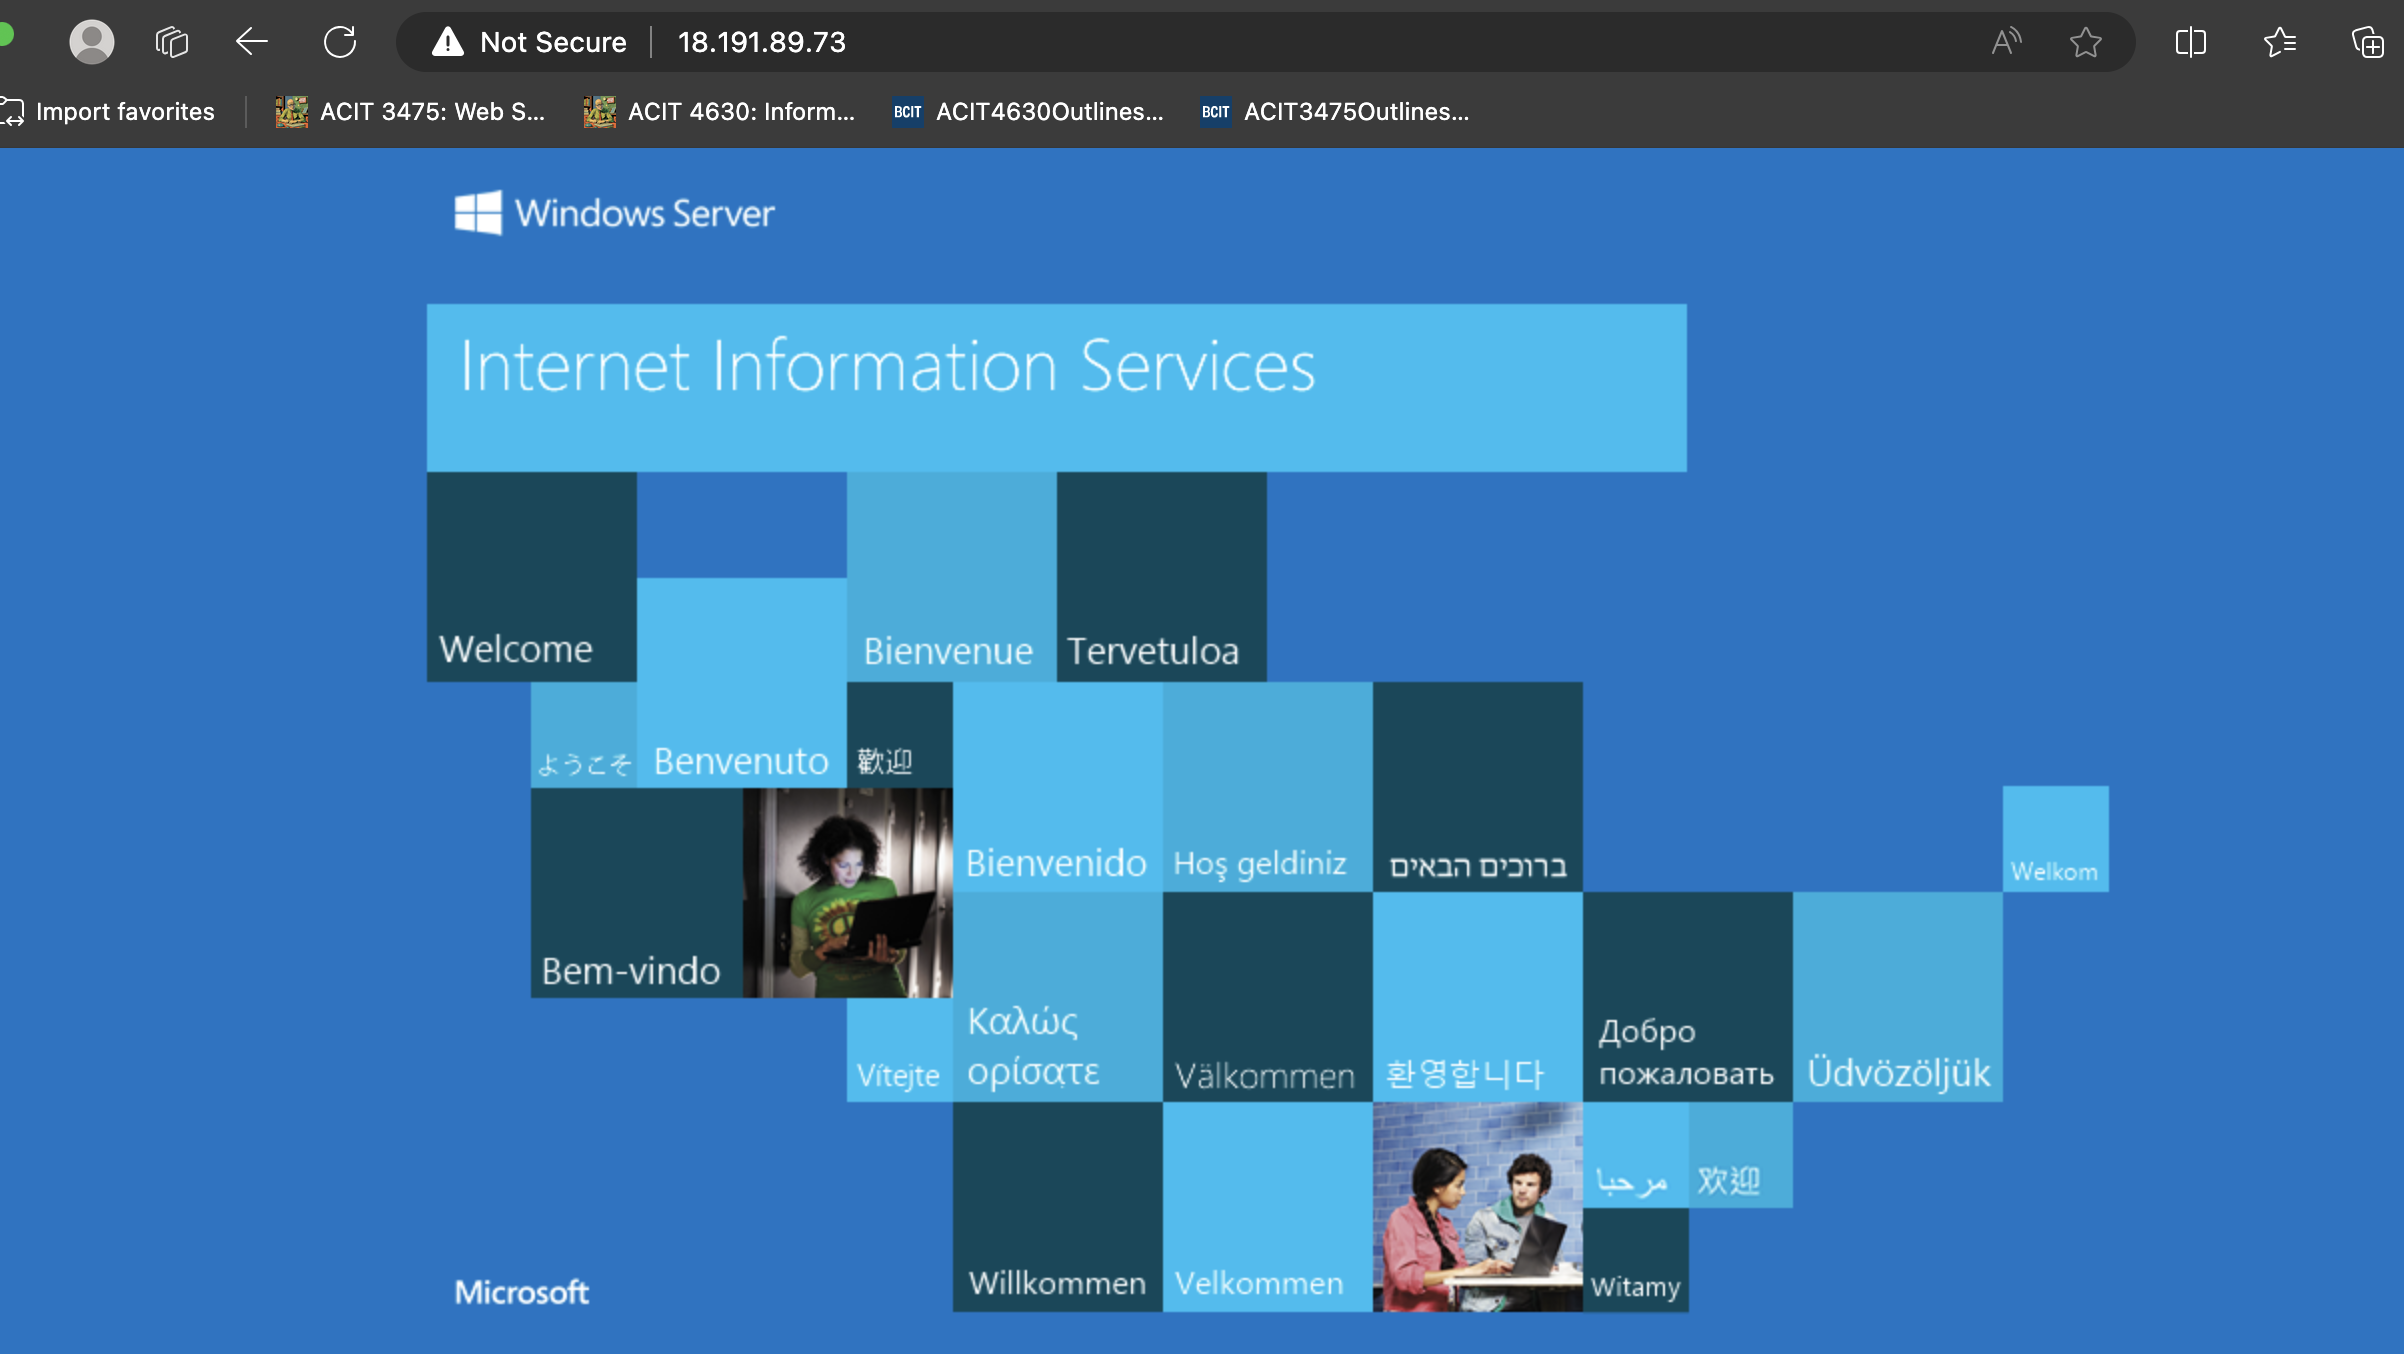 Not Secure
18.191.89.73
Import favorites
ACIT 3475: Web S...
ACIT 4630: Inform...
BCIT
ACIT4630Outlines...
BCIT
ACIT3475Outlines...
Windows Server
Internet Information Services
Welcome
Bienvenue
Tervetuloa
ようこそ
Benvenuto
歡迎
Bienvenido
Hoş geldiniz
ברוכים הבאים
Welkom
Bem-vindo
Vítejte
Καλώς
ορίσατε
Välkommen
환영합니다
Добро
пожаловать
Üdvözöljük
مرحبا
欢迎
Willkommen
Velkommen
Witamy
Microsoft